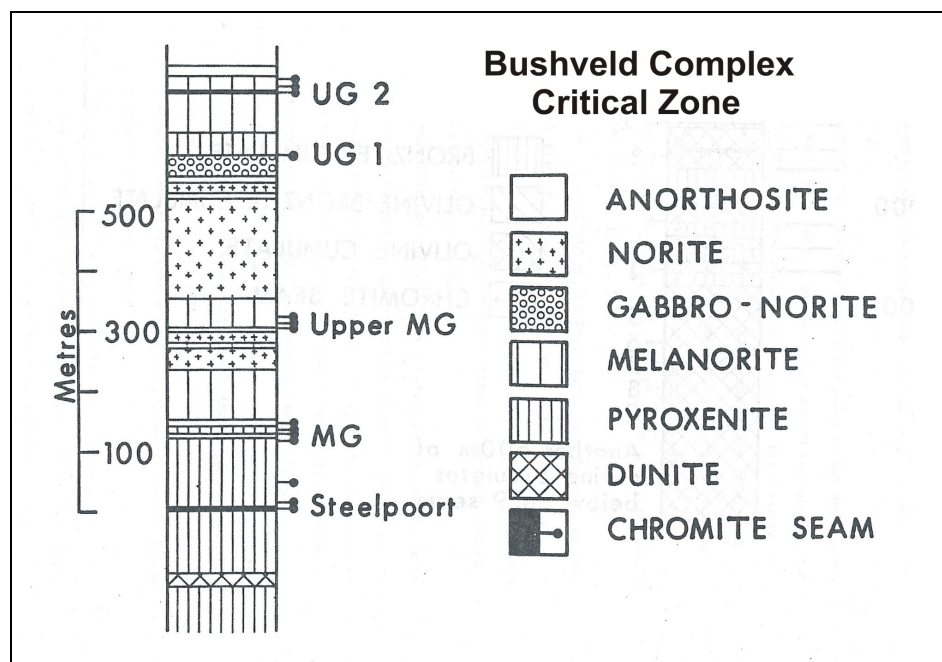 Bushveld Complex
Critical Zone
UG 2
UG 1
500
Upper MG
300
Metres
MG
100
Steelpoort
ANORTHOSITE
NORITE
GABBRO-NORITE
MELANORITE
PYROXENITE
DUNITE
CHROMITE SEAM